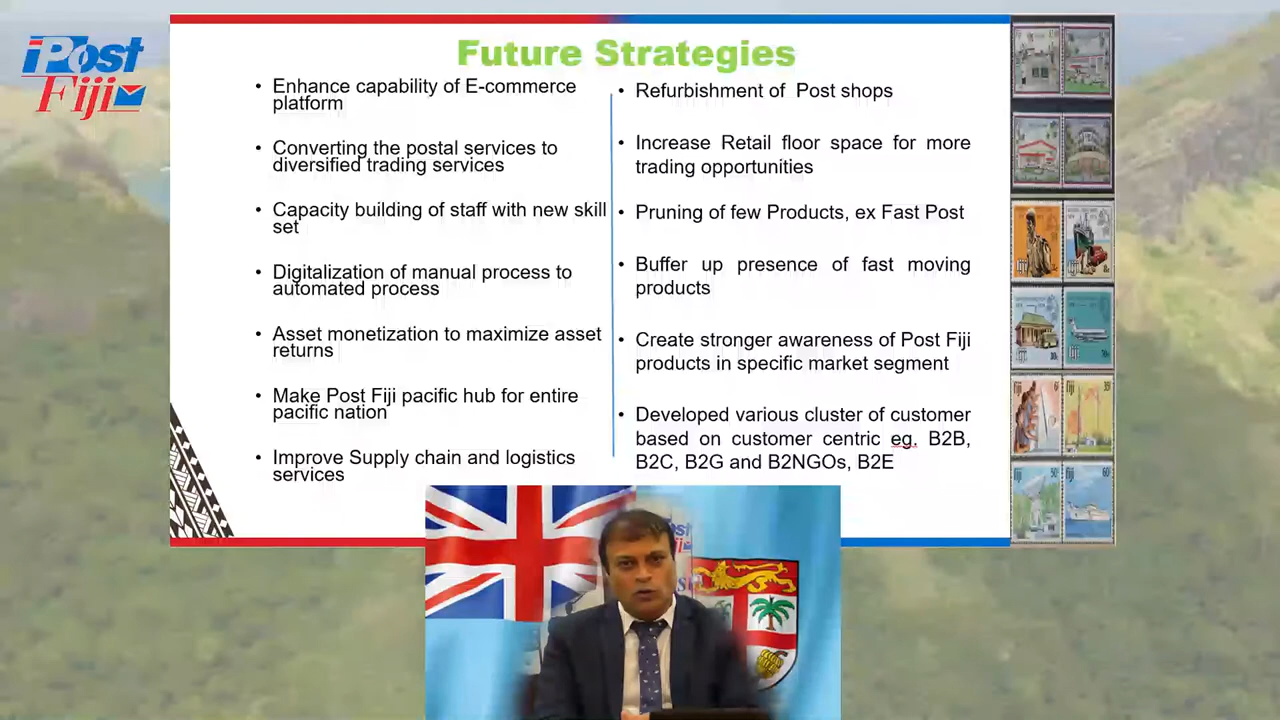 Post
Fiji
Future Strategies
• Enhance capability of E-commerce
platform
• Converting the postal services to
diversified trading services
• Capacity building of staff with new skill
set
• Digitalization of manual process to
automated process
• Asset monetization to maximize asset
returns
• Make Post Fiji pacific hub for entire
pacific nation
• Improve Supply chain and logistics
services
• Refurbishment of Post shops
• Increase Retail floor space for more
trading opportunities
• Pruning of few Products, ex Fast Post
• Buffer up presence of fast moving
products
• Create stronger awareness of Post Fiji
products in specific market segment
• Developed various cluster of customer
based on customer centric eg. B2B,
B2C, B2G and B2NGOs, B2E